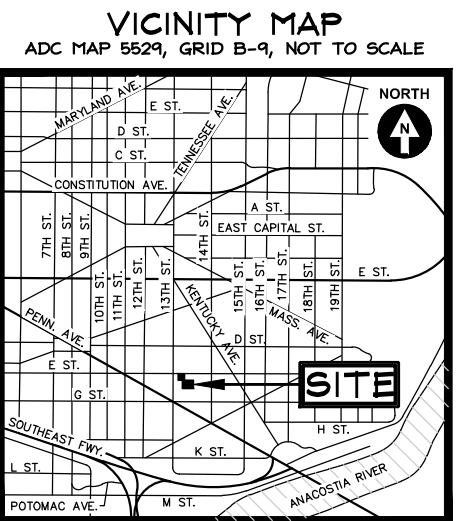 VICINITY MAP
ADC MAP 5529, GRID B-9, NOT TO SCALE
NORTH
N
MARYLAND AVE.
E ST.
TENNESSEE AVE.
D ST.
C ST.
CONSTITUTION AVE.
A ST.
EAST CAPITAL ST.
7TH ST.
8TH ST.
9TH ST.
14TH ST.
10TH ST.
11TH ST.
12TH ST.
13TH ST.
15TH ST.
16TH ST.
17TH ST.
18TH ST.
19TH ST.
E ST.
KENTUCKY AVE.
MASS. AVE.
PENN. AVE.
D ST.
E ST.
SITE
G ST.
H ST.
SOUTHEAST FWY.
K ST.
L ST.
ANACOSTIA RIVER
POTOMAC AVE.
M ST.